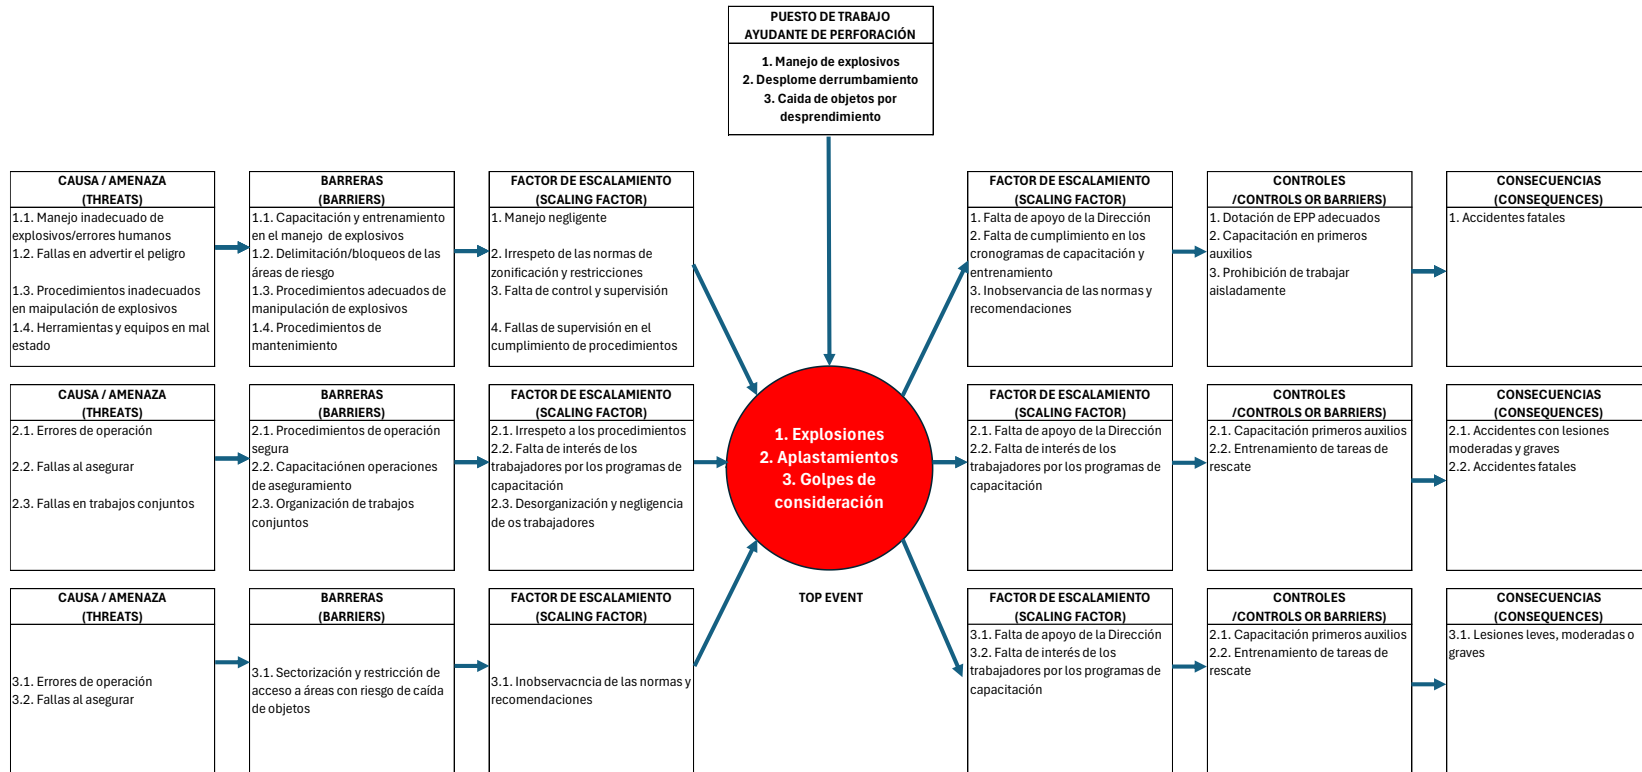 PUESTO DE TRABAJO
AYUDANTE DE PERFORACIÓN
1. Manejo de explosivos
2. Desplome derrumbamiento
3. Caida de objetos por
desprendimiento
CAUSA / AMENAZA
(THREATS)
1.1. Manejo inadecuado de
explosivos/errores humanos
1.2. Fallas en advertir el peligro
1.3. Procedimientos inadecuados
en maipulación de explosivos
1.4. Herramientas y equipos en mal
estado
BARRERAS
(BARRIERS)
1.1. Capacitación y entrenamiento
en el manejo  de explosivos
1.2. Delimitación/bloqueos de las
áreas de riesgo
1.3. Procedimientos adecuados de
manipulación de explosivos
1.4. Procedimientos de
mantenimiento
FACTOR DE ESCALAMIENTO
(SCALING FACTOR)
1. Manejo negligente
2. Irrespeto de las normas de
zonificación y restricciones
3. Falta de control y supervisión
4. Fallas de supervisión en el
cumplimiento de procedimientos
FACTOR DE ESCALAMIENTO
(SCALING FACTOR)
1. Falta de apoyo de la Dirección
2. Falta de cumplimiento en los
cronogramas de capacitación y
entrenamiento
3. Inobservancia de las normas y
recomendaciones
CONTROLES
/CONTROLS OR BARRIERS)
1. Dotación de EPP adecuados
2. Capacitación en primeros
auxilios
3. Prohibición de trabajar
aisladamente
CONSECUENCIAS
(CONSEQUENCES)
1. Accidentes fatales
CAUSA / AMENAZA
(THREATS)
2.1. Errores de operación
2.2. Fallas al asegurar
2.3. Fallas en trabajos conjuntos
BARRERAS
(BARRIERS)
2.1. Procedimientos de operación
segura
2.2. Capacitaciónen operaciones
de aseguramiento
2.3. Organización de trabajos
conjuntos
FACTOR DE ESCALAMIENTO
(SCALING FACTOR)
2.1. Irrespeto a los procedimientos
2.2. Falta de interés de los
trabajadores por los programas de
capacitación
2.3. Desorganización y negligencia
de os trabajadores
1. Explosiones
2. Aplastamientos
3. Golpes de
consideración
TOP EVENT
FACTOR DE ESCALAMIENTO
(SCALING FACTOR)
2.1. Falta de apoyo de la Dirección
2.2. Falta de interés de los
trabajadores por los programas de
capacitación
CONTROLES
/CONTROLS OR BARRIERS)
2.1. Capacitación primeros auxilios
2.2. Entrenamiento de tareas de
rescate
CONSECUENCIAS
(CONSEQUENCES)
2.1. Accidentes con lesiones
moderadas y graves
2.2. Accidentes fatales
CAUSA / AMENAZA
(THREATS)
3.1. Errores de operación
3.2. Fallas al asegurar
BARRERAS
(BARRIERS)
3.1. Sectorización y restricción de
acceso a áreas con riesgo de caída
de objetos
FACTOR DE ESCALAMIENTO
(SCALING FACTOR)
3.1. Inobservacncia de las normas y
recomendaciones
FACTOR DE ESCALAMIENTO
(SCALING FACTOR)
3.1. Falta de apoyo de la Dirección
3.2. Falta de interés de los
trabajadores por los programas de
capacitación
CONTROLES
/CONTROLS OR BARRIERS)
2.1. Capacitación primeros auxilios
2.2. Entrenamiento de tareas de
rescate
CONSECUENCIAS
(CONSEQUENCES)
3.1. Lesiones leves, moderadas o
graves